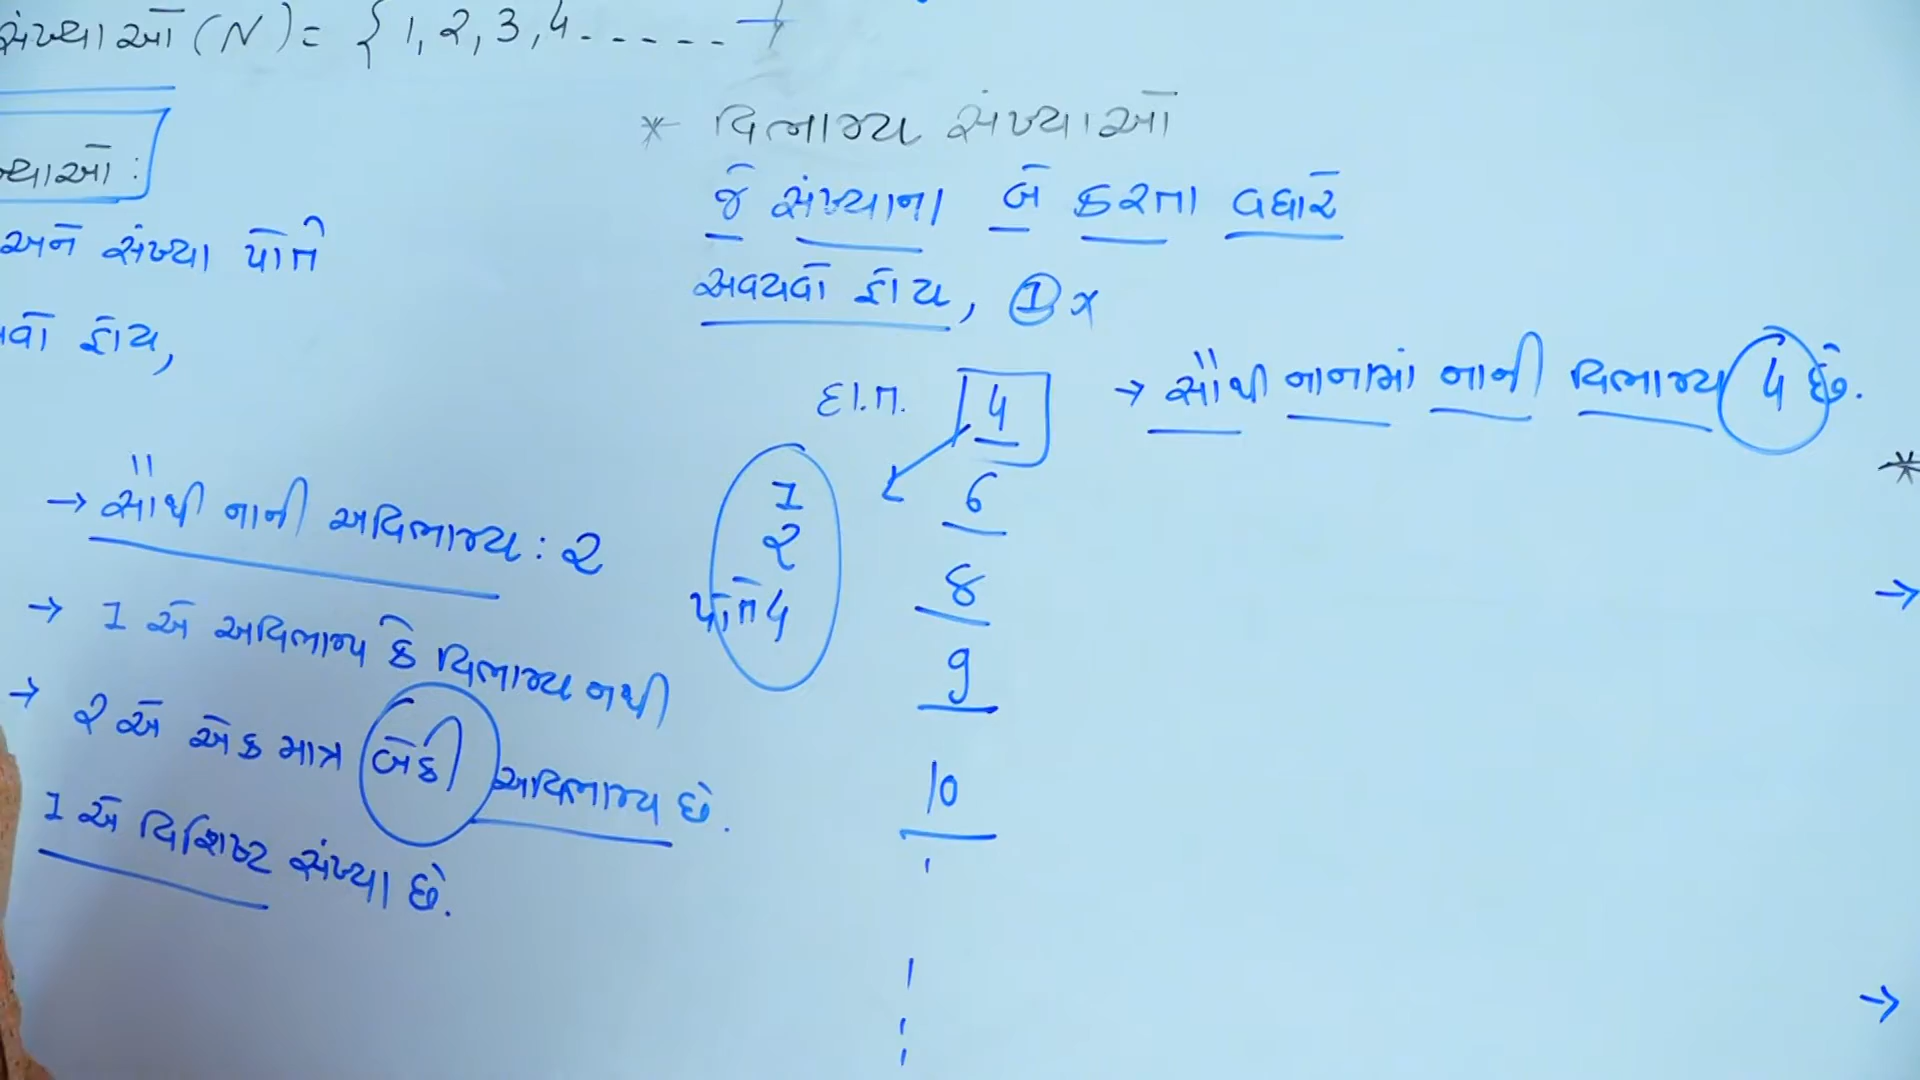 સંખ્યાઓ (N) = { 1, 2, 3, 4 - - - - -
* વિભાજ્ય સંખ્યાઓ
જે સંખ્યાના બે કરતા વધારે
અવયવો હોય, 1 x
દા.ત. 4
6
8
9
10
1
2
પોતે 4
→ સૌથી નાનામાં નાની વિભાજ્ય 4 છે.
અને સંખ્યા પોતે
હોય,
→ સૌથી નાની અવિભાજ્ય : 2
→ 1 એ અવિભાજ્ય કે વિભાજ્ય નથી
→ 2 એ એક માત્ર બેકી અવિભાજ્ય છે.
1 એ વિશિષ્ટ સંખ્યા છે.
*
→
→